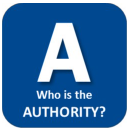 A
Who is the
AUTHORITY?